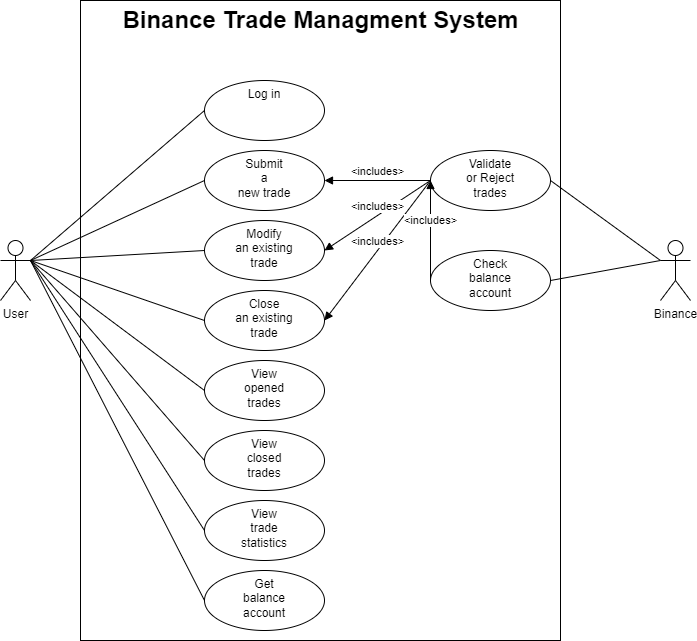 Binance Trade Managment System
Log in
Submit
a
new trade
<includes>
Validate
or Reject
trades
<includes>
Modify
an existing
trade
<includes>
<includes>
Check
balance
account
Close
an existing
trade
User
Binance
View
opened
trades
View
closed
trades
View
trade
statistics
Get
balance
account